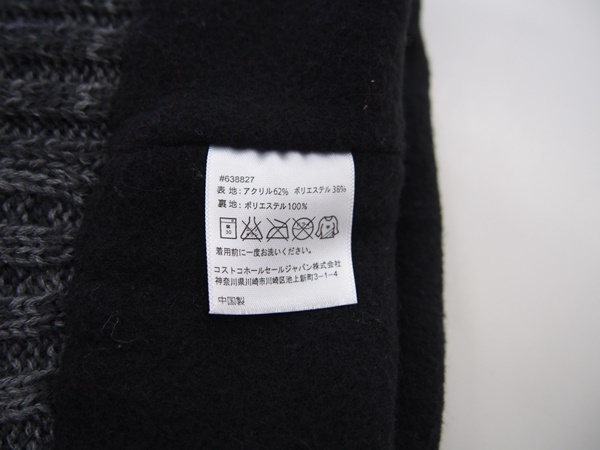 #638827
表地:アクリル62% ポリエステル38%
裏地:ポリエステル100%
30
着用前に一度お洗いください。
コストコホールセールジャパン株式会社
神奈川県川崎市川崎区池上新町3-1-4
中国製